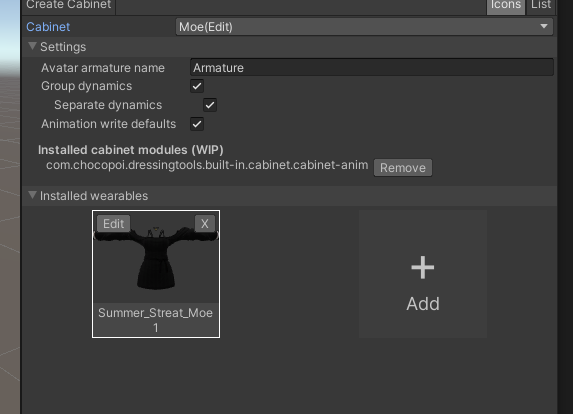 Create Cabinet
Icons
List
Cabinet
Moe(Edit)
Settings
Avatar armature name
Armature
Group dynamics
Separate dynamics
Animation write defaults
Installed cabinet modules (WIP)
com.chocopoi.dressingtools.built-in.cabinet.cabinet-anim
Remove
Installed wearables
Edit
X
Summer_Streat_Moe
1
+
Add